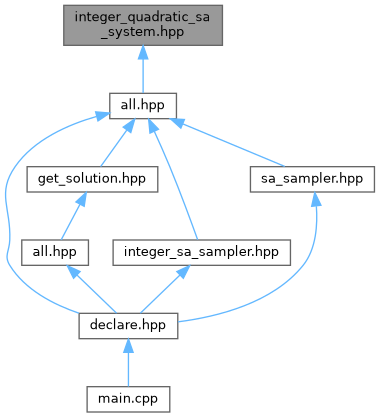 integer_quadratic_sa
_system.hpp
all.hpp
get_solution.hpp
sa_sampler.hpp
all.hpp
integer_sa_sampler.hpp
declare.hpp
main.cpp